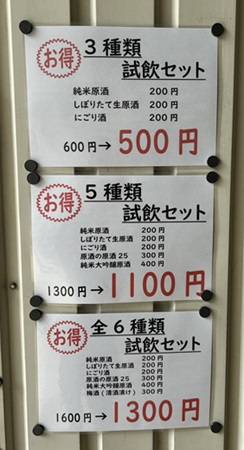 お得
3種類
試飲セット
純米原酒 200円
しぼりたて生原酒 200円
にごり酒 200円
600円→500円
お得
5種類
試飲セット
純米原酒 200円
しぼりたて生原酒 200円
にごり酒 200円
原酒の原酒25 300円
純米大吟醸原酒 400円
1300円→1100円
お得
全6種類
試飲セット
純米原酒 200円
しぼりたて生原酒 200円
にごり酒 200円
原酒の原酒25 300円
純米大吟醸原酒 400円
梅酒(清酒漬け) 300円
1600円→1300円